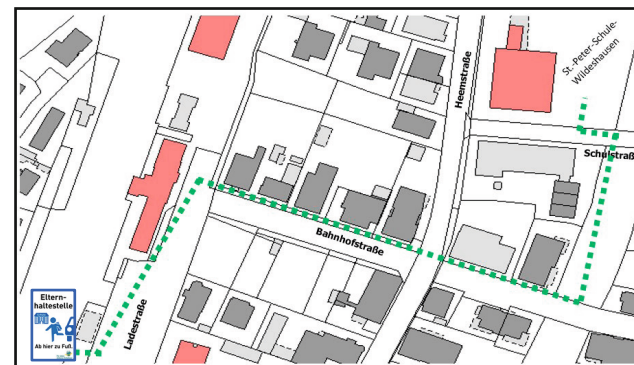 St.-Peter-Schule-
Wildeshausen
Heemstraße
Schulstraß
Bahnhofstraße
Ladestraße
Eltern-
haltestelle
Ab hier zu Fuß.